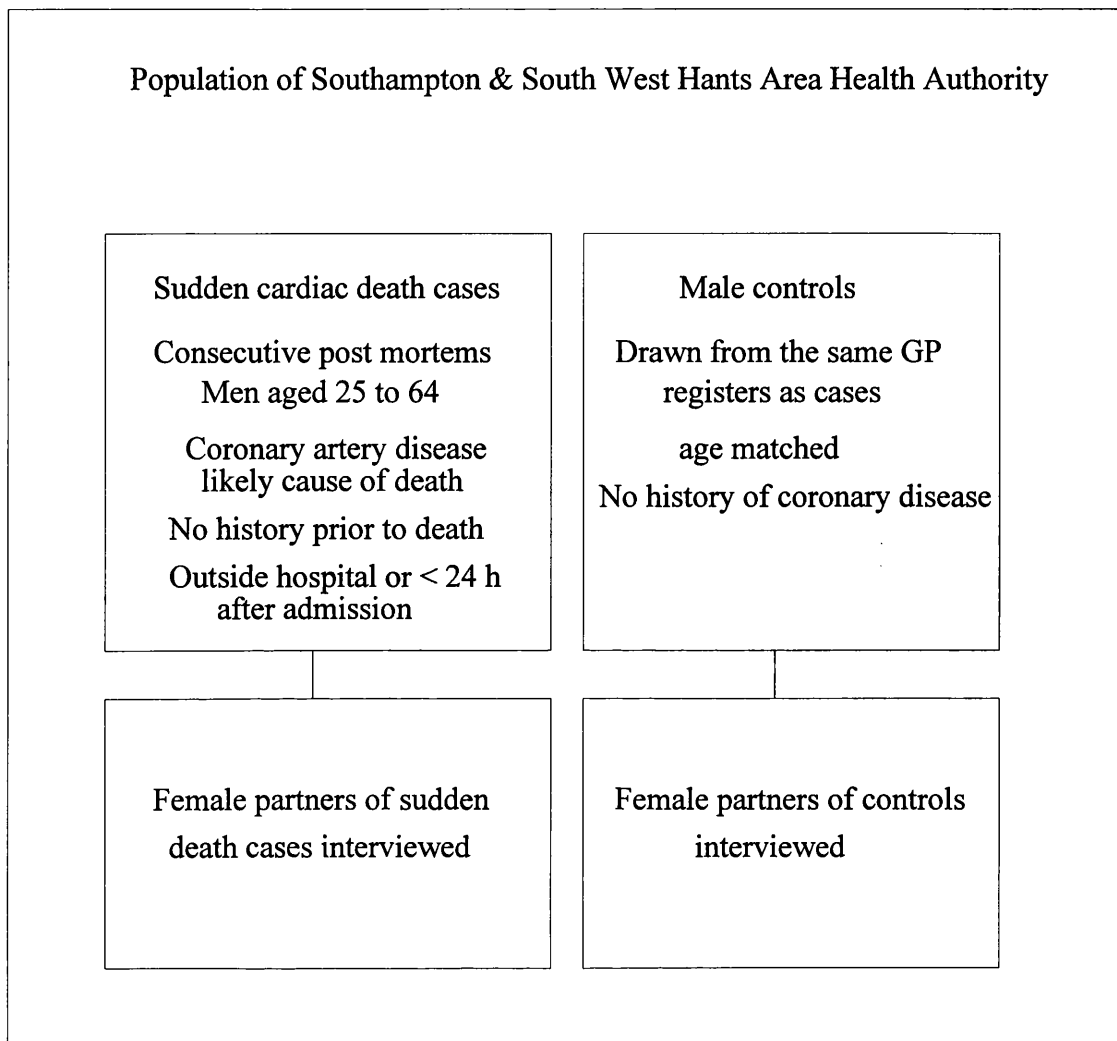 Population of Southampton & South West Hants Area Health Authority
Sudden cardiac death cases
Consecutive post mortems
Men aged 25 to 64
Coronary artery disease
likely cause of death
No history prior to death
Outside hospital or < 24 h
after admission
Male controls
Drawn from the same GP
registers as cases
age matched
No history of coronary disease
Female partners of sudden
death cases interviewed
Female partners of controls
interviewed